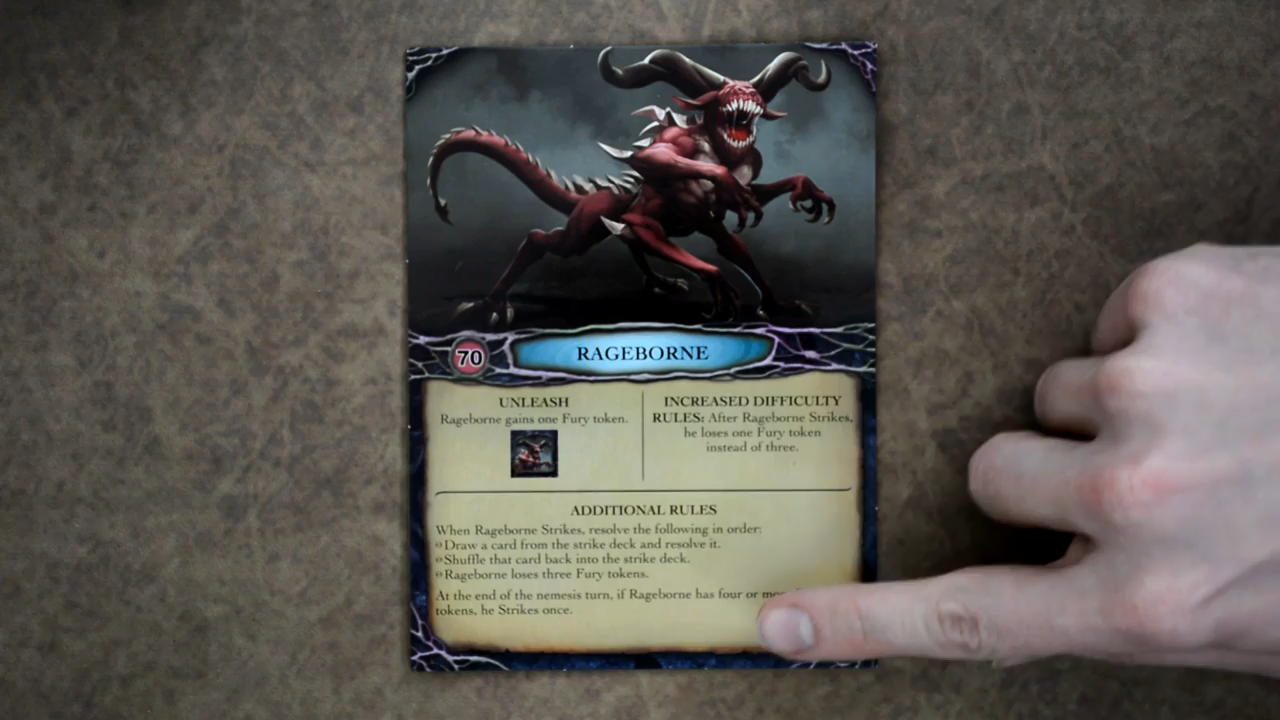 70
RAGEBORNE
UNLEASH
Rageborne gains one Fury token.
INCREASED DIFFICULTY
RULES: After Rageborne Strikes,
he loses one Fury token
instead of three.
ADDITIONAL RULES
When Rageborne Strikes, resolve the following in order:
Draw a card from the strike deck and resolve it.
Shuffle that card back into the strike deck.
Rageborne loses three Fury tokens.
At the end of the nemesis turn, if Rageborne has four or
tokens, he Strikes once.